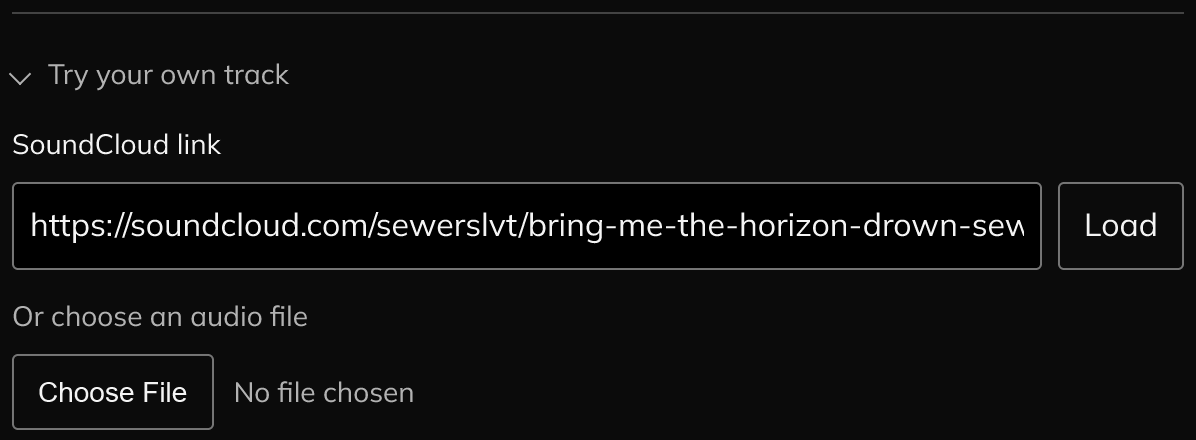 Try your own track
SoundCloud link
https://soundcloud.com/sewerslvt/bring-me-the-horizon-drown-sew
Load
Or choose an audio file
Choose File
No file chosen